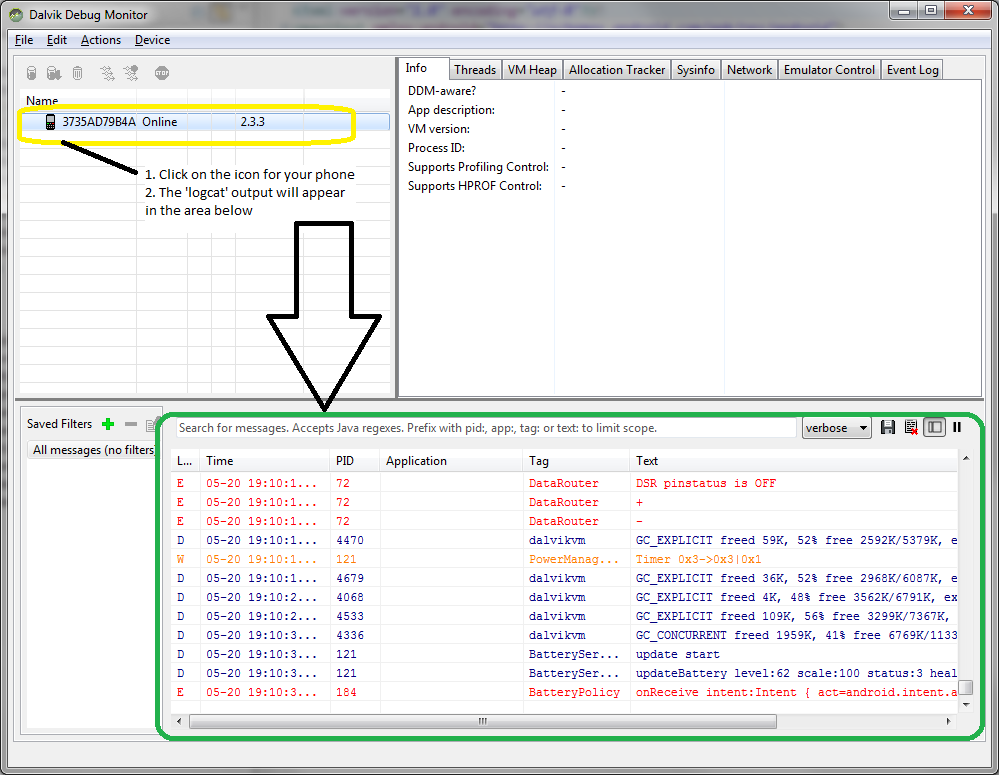 Dalvik Debug Monitor
File Edit Actions Device
STOP
Name
3735AD79B4A Online 2.3.3
1. Click on the icon for your phone
2. The 'logcat' output will appear
in the area below
Info Threads VM Heap Allocation Tracker Sysinfo Network Emulator Control Event Log
DDM-aware? -
App description: -
VM version: -
Process ID: -
Supports Profiling Control: -
Supports HPROF Control: -
Saved Filters
All messages (no filters)
Search for messages. Accepts Java regexes. Prefix with pid:, app:, tag: or text: to limit scope. verbose
L... Time PID Application Tag Text
E 05-20 19:10:1... 72 DataRouter DSR pinstatus is OFF
E 05-20 19:10:1... 72 DataRouter +
E 05-20 19:10:1... 72 DataRouter -
D 05-20 19:10:1... 4470 dalvikvm GC_EXPLICIT freed 59K, 52% free 2592K/5379K, e
W 05-20 19:10:1... 121 PowerManag... Timer 0x3->0x3|0x1
D 05-20 19:10:1... 4679 dalvikvm GC_EXPLICIT freed 36K, 52% free 2968K/6087K, e
D 05-20 19:10:2... 4068 dalvikvm GC_EXPLICIT freed 4K, 48% free 3562K/6791K, ex
D 05-20 19:10:2... 4533 dalvikvm GC_EXPLICIT freed 109K, 56% free 3299K/7367K,
D 05-20 19:10:3... 4336 dalvikvm GC_CONCURRENT freed 1959K, 41% free 6769K/1133
D 05-20 19:10:3... 121 BatterySer... update start
D 05-20 19:10:3... 121 BatterySer... updateBattery level:62 scale:100 status:3 heal
E 05-20 19:10:3... 184 BatteryPolicy onReceive intent:Intent { act=android.intent.a